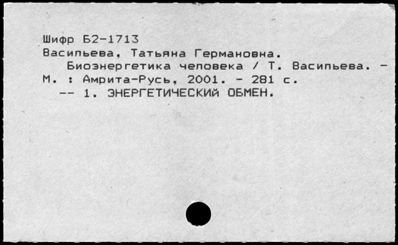 Шифр Б2-1713
Васильева, Татьяна Германовна.
Биоэнергетика человека / Т. Васильева. -
М. : Амрита-Русь, 2001. - 281 с.
-- 1. ЭНЕРГЕТИЧЕСКИЙ ОБМЕН.